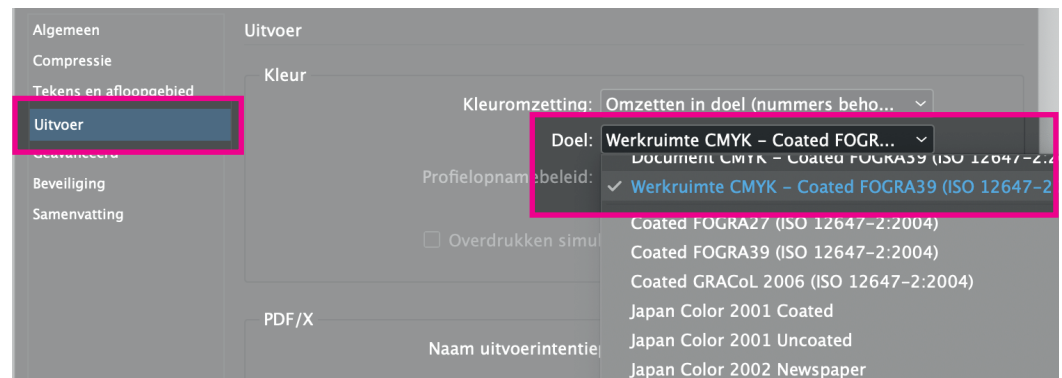 Algemeen
Uitvoer
Compressie
Kleur
Tekens en afloopgebied
Kleuromzetting: Omzetten in doel (nummers beho...
Uitvoer
Doel: Werkruimte CMYK – Coated FOGR...
Geavanceerd
Document CMYK – Coated FOGRA39 (ISO 12647-2:2
Beveiliging
Profielopnamebeleid:
Werkruimte CMYK – Coated FOGRA39 (ISO 12647-2
Samenvatting
Coated FOGRA27 (ISO 12647-2:2004)
Overdrukken simul
Coated FOGRA39 (ISO 12647-2:2004)
Coated GRACoL 2006 (ISO 12647-2:2004)
PDF/X
Japan Color 2001 Coated
Japan Color 2001 Uncoated
Naam uitvoerintentie
Japan Color 2002 Newspaper